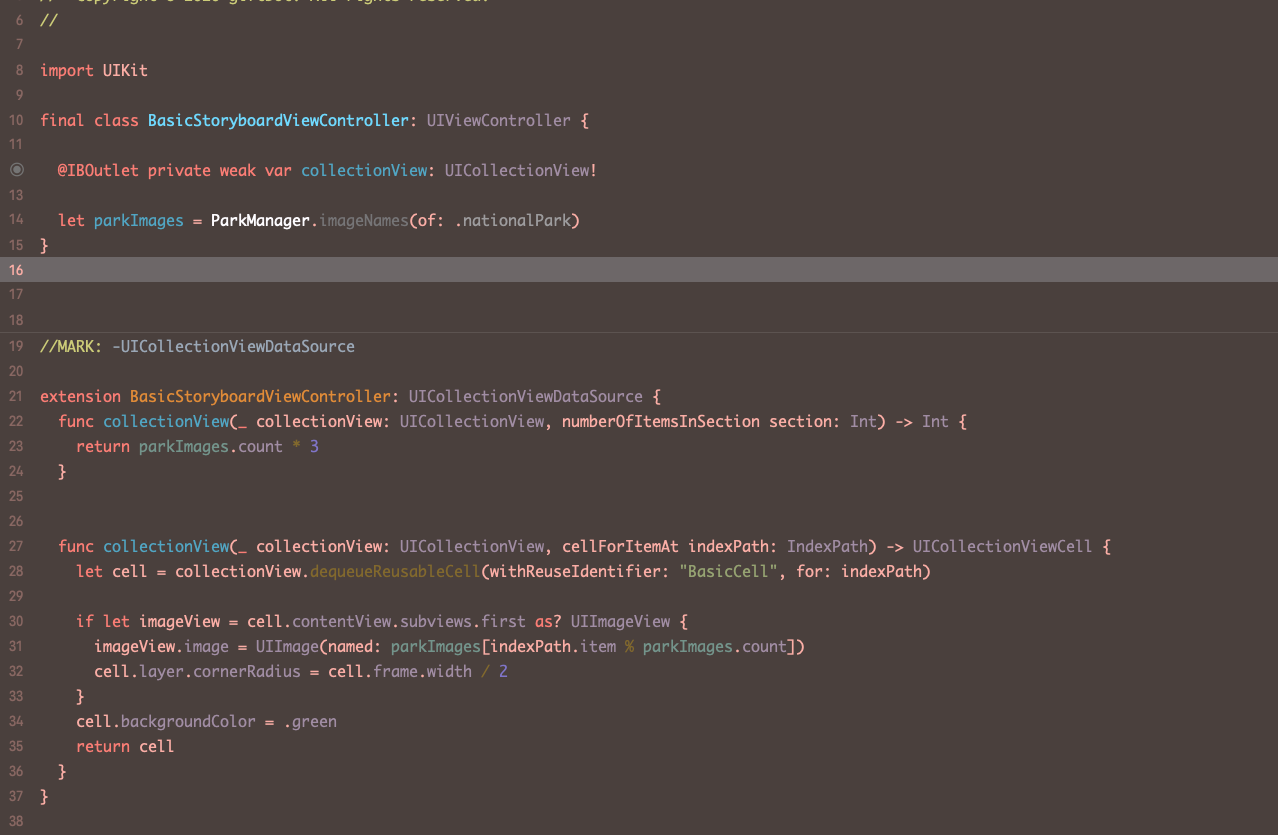 6 //
7
8 import UIKit
9
10 final class BasicStoryboardViewController: UIViewController {
11
@IBOutlet private weak var collectionView: UICollectionView!
13
14 let parkImages = ParkManager.imageNames(of: .nationalPark)
15 }
16
17
18
19 //MARK: -UICollectionViewDataSource
20
21 extension BasicStoryboardViewController: UICollectionViewDataSource {
22 func collectionView(_ collectionView: UICollectionView, numberOfItemsInSection section: Int) -> Int {
23 return parkImages.count * 3
24 }
25
26
27 func collectionView(_ collectionView: UICollectionView, cellForItemAt indexPath: IndexPath) -> UICollectionViewCell {
28 let cell = collectionView.dequeueReusableCell(withReuseIdentifier: "BasicCell", for: indexPath)
29
30 if let imageView = cell.contentView.subviews.first as? UIImageView {
31 imageView.image = UIImage(named: parkImages[indexPath.item % parkImages.count])
32 cell.layer.cornerRadius = cell.frame.width / 2
33 }
34 cell.backgroundColor = .green
35 return cell
36 }
37 }
38